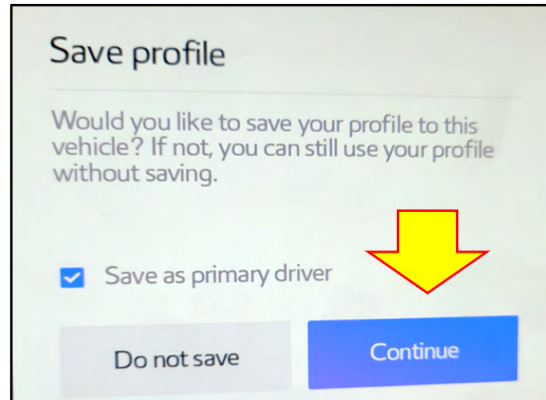 Save profile
Would you like to save your profile to this
vehicle? If not, you can still use your profile
without saving.
Save as primary driver
Do not save
Continue